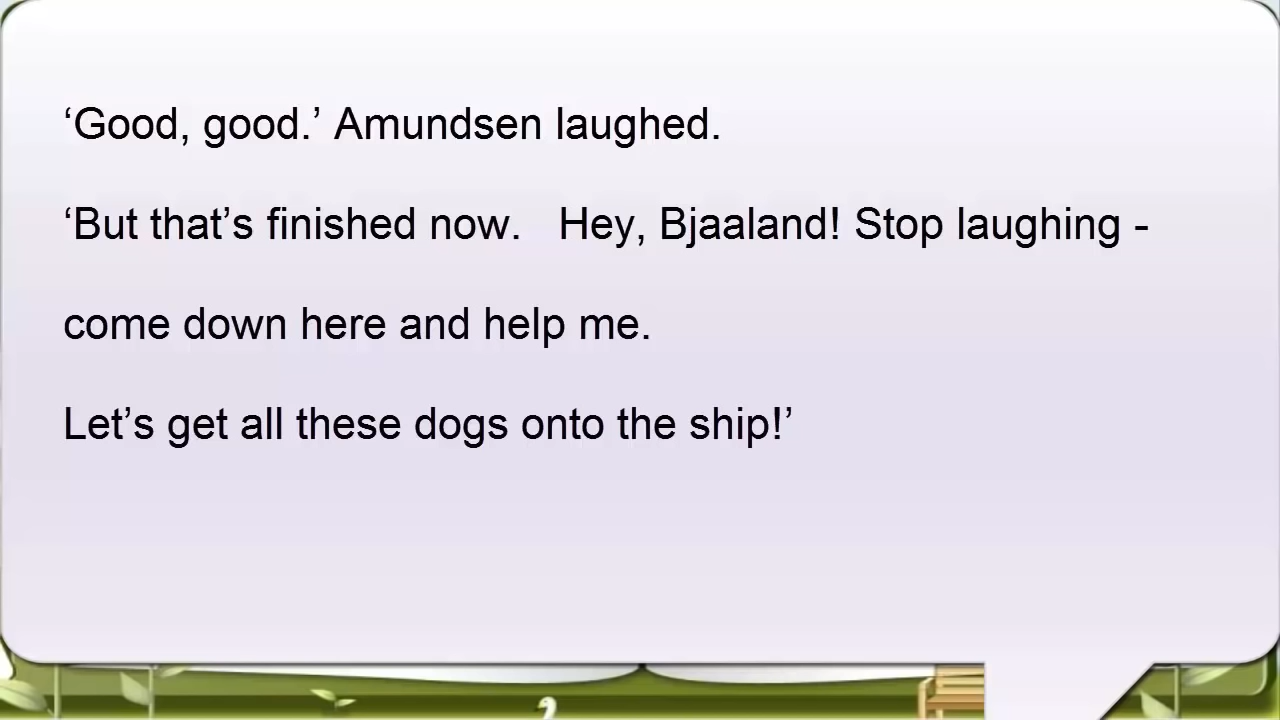 ‘Good, good.’ Amundsen laughed.
‘But that’s finished now.   Hey, Bjaaland! Stop laughing -
come down here and help me.
Let’s get all these dogs onto the ship!’